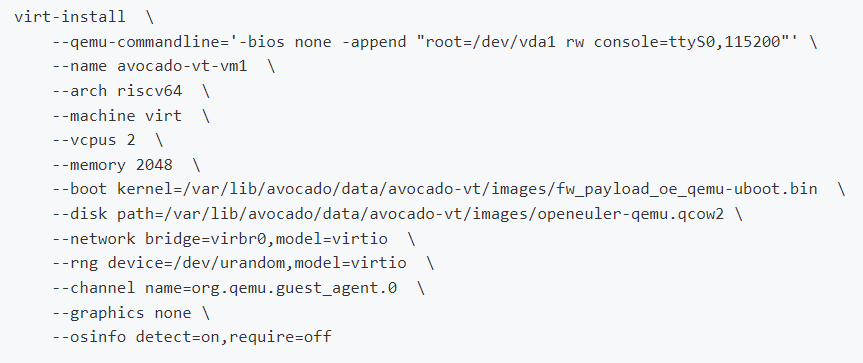 virt-install  \
    --qemu-commandline='-bios none -append "root=/dev/vda1 rw console=ttyS0,115200"' \
    --name avocado-vt-vm1  \
    --arch riscv64  \
    --machine virt  \
    --vcpus 2  \
    --memory 2048  \
    --boot kernel=/var/lib/avocado/data/avocado-vt/images/fw_payload_oe_qemu-uboot.bin  \
    --disk path=/var/lib/avocado/data/avocado-vt/images/openeuler-qemu.qcow2 \
    --network bridge=virbr0,model=virtio  \
    --rng device=/dev/urandom,model=virtio  \
    --channel name=org.qemu.guest_agent.0  \
    --graphics none \
    --osinfo detect=on,require=off